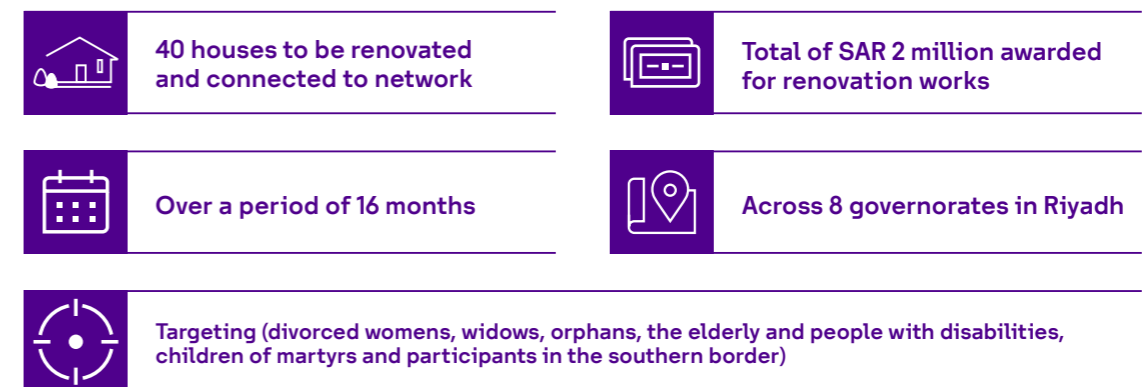 40 houses to be renovated
and connected to network
Total of SAR 2 million awarded
for renovation works
Over a period of 16 months
Across 8 governorates in Riyadh
Targeting (divorced womens, widows, orphans, the elderly and people with disabilities,
children of martyrs and participants in the southern border)